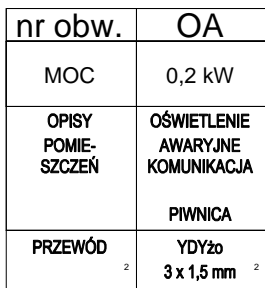 nr obw. OA
MOC 0,2 kW
OPISY POMIE- SZCZEŃ
OŚWIETLENIE AWARYJNE KOMUNIKACJA
PIWNICA
PRZEWÓD 2
YDYżo
3 x 1,5 mm 2